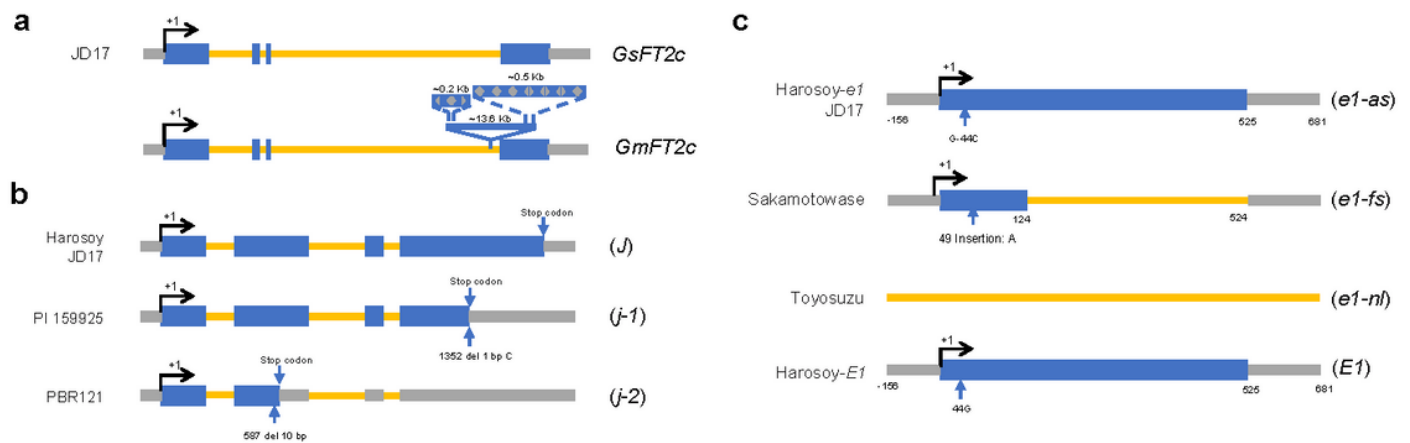 a
+1
JD17
GsFT2c
~0.2 Kb
~0.5 Kb
~13.6 Kb
+1
GmFT2c
b
Stop codon
+1
Harosoy
JD17
(J)
Stop codon
+1
PI 159925
(j-1)
1352 del 1 bp C
Stop codon
+1
PBR121
(j-2)
587 del 10 bp
c
+1
Harosoy-e1
JD17
(e1-as)
-156
525
681
G-44C
+1
Sakamotowase
(e1-fs)
124
524
49 Insertion: A
Toyosuzu
(e1-nl)
+1
Harosoy-E1
(E1)
-156
525
681
44G